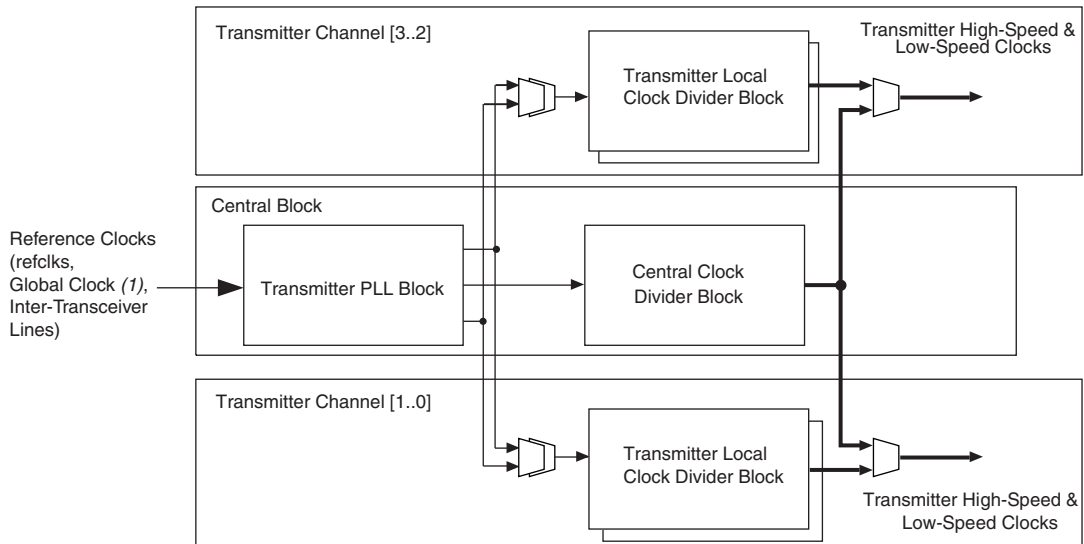 Transmitter Channel [3..2]
Transmitter High-Speed &
Low-Speed Clocks
Transmitter Local
Clock Divider Block
Central Block
Reference Clocks
(refclks,
Global Clock (1),
Inter-Transceiver
Lines)
Transmitter PLL Block
Central Clock
Divider Block
Transmitter Channel [1..0]
Transmitter Local
Clock Divider Block
Transmitter High-Speed &
Low-Speed Clocks